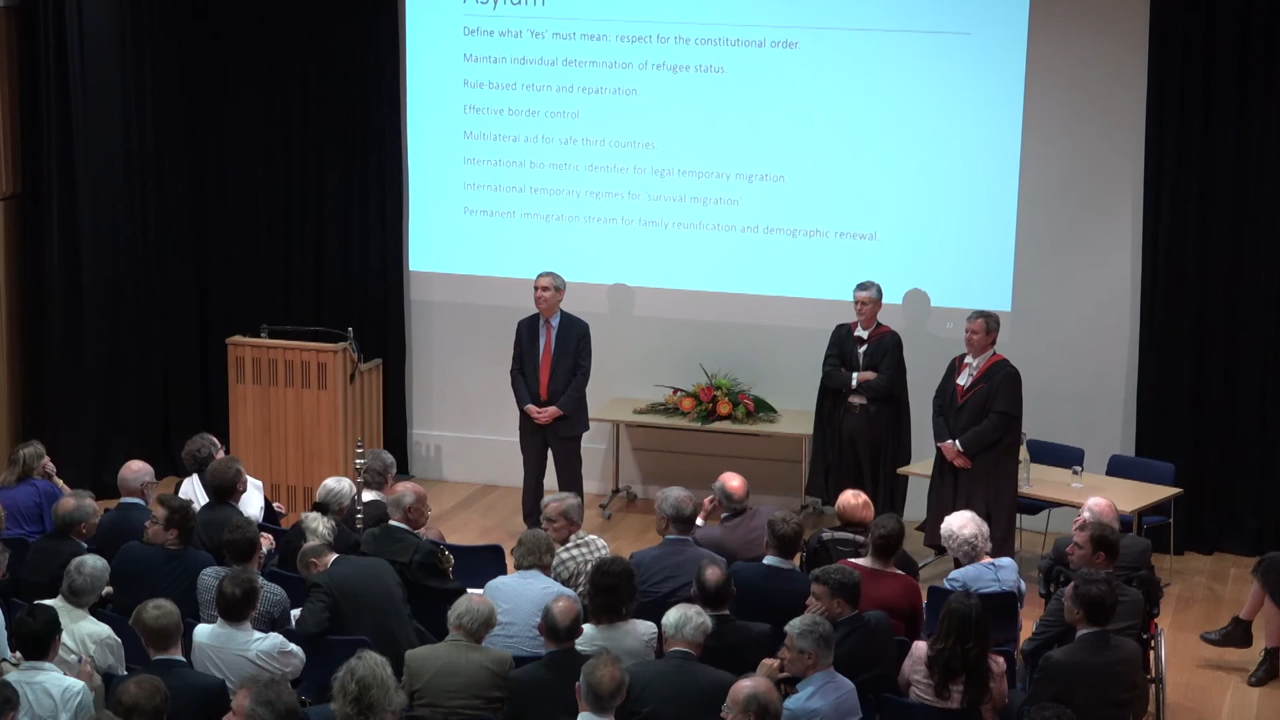 Asylum
Define what 'Yes' must mean: respect for the constitutional order.
Maintain individual determination of refugee status.
Rule-based return and repatriation.
Effective border control.
Multilateral aid for safe third countries.
International bio-metric identifier for legal temporary migration.
International temporary regimes for 'survival migration'.
Permanent immigration stream for family reunification and demographic renewal.